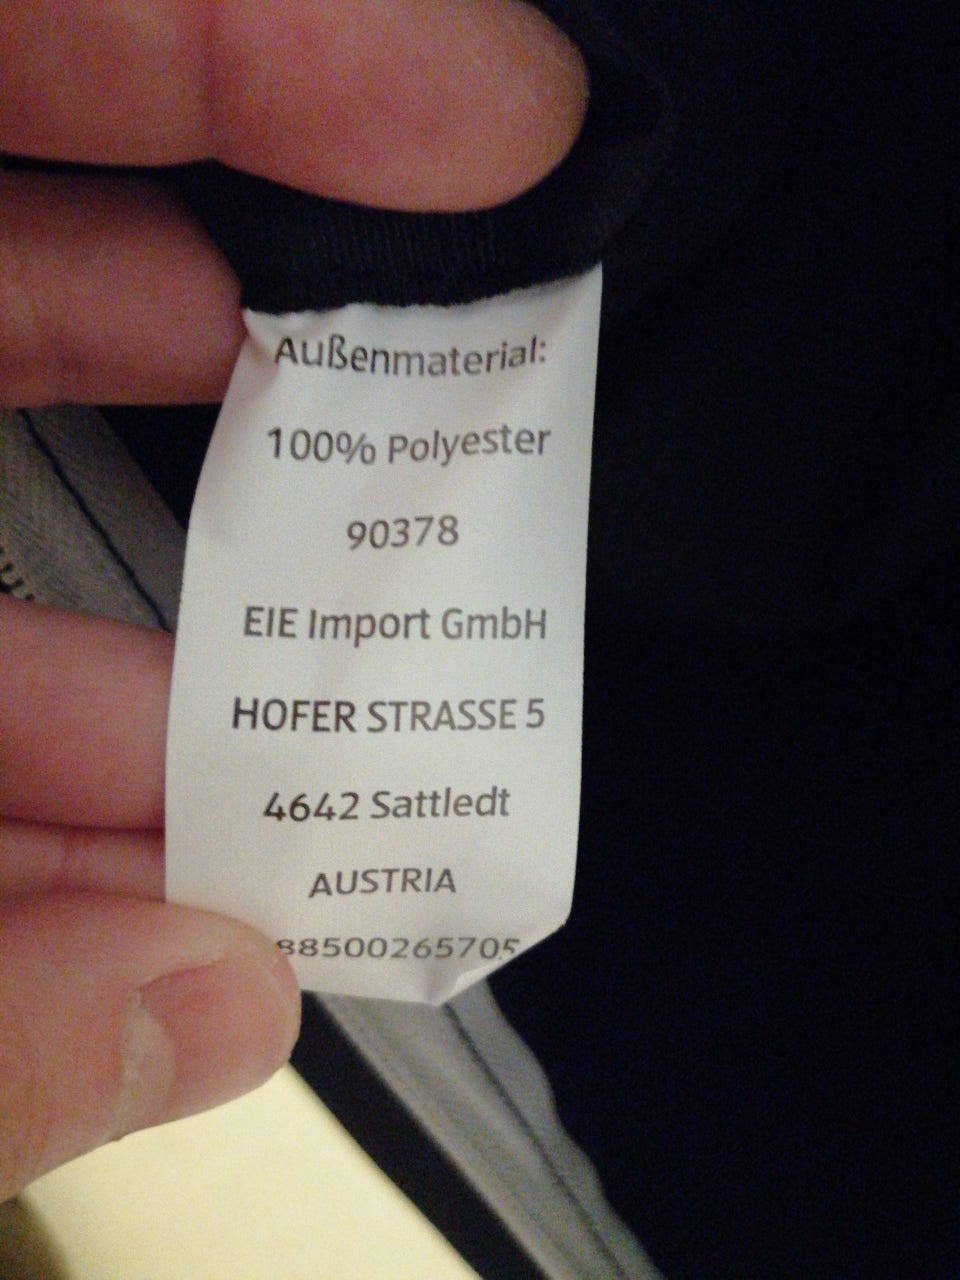 Außenmaterial:
100% Polyester
90378
EIE Import GmbH
HOFER STRASSE 5
4642 Sattledt
AUSTRIA
88500265705